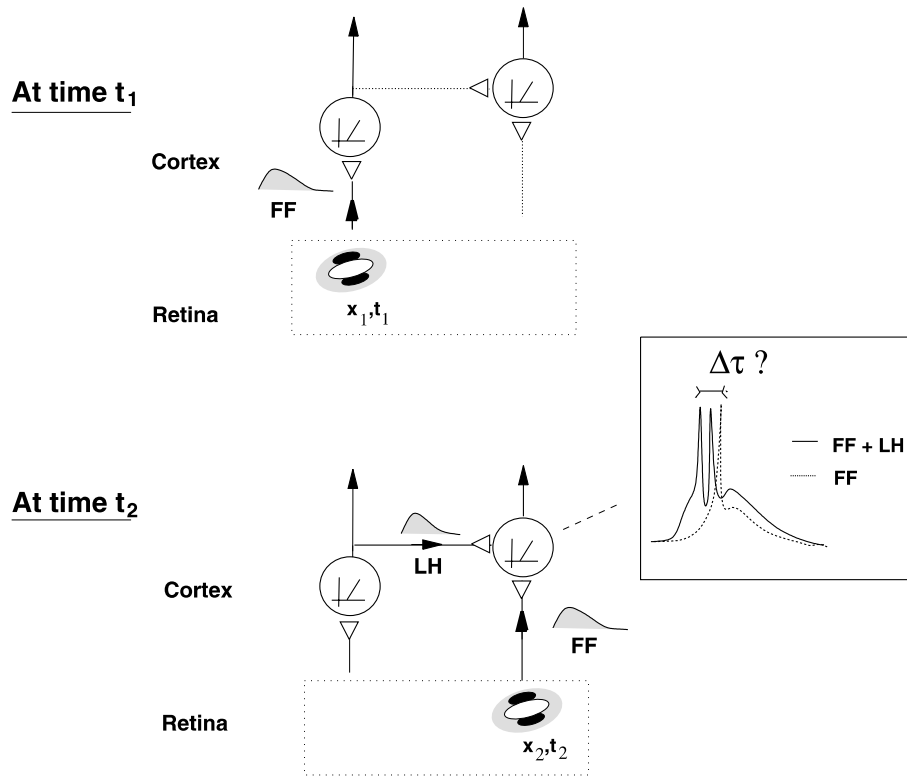 At time t1
Cortex
FF
x1,t1
Retina
Δτ ?
FF + LH
FF
At time t2
LH
Cortex
FF
Retina
x2,t2